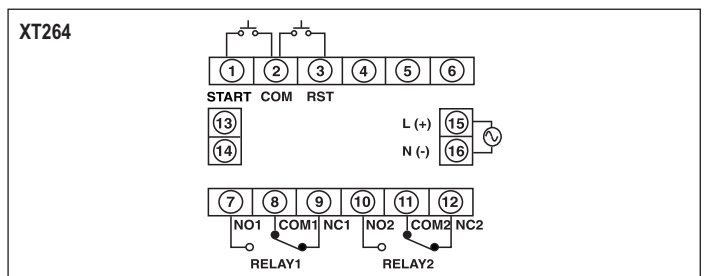 XT264
1 2 3 4 5 6
START COM RST
13
14
L (+) 15
N (-) 16
7 8 9 10 11 12
NO1 COM1 NC1 NO2 COM2 NC2
RELAY1 RELAY2